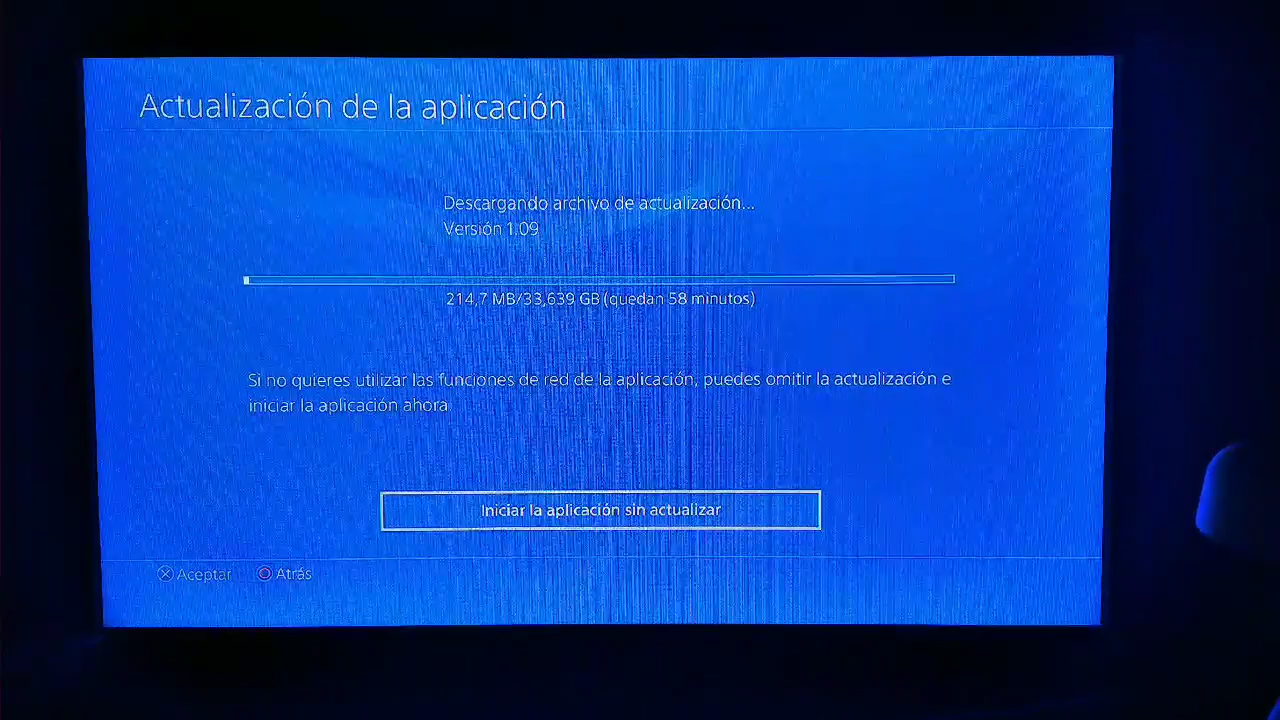 Actualización de la aplicación
Descargando archivo de actualización...
Versión 1.09
214,7 MB/33,639 GB (quedan 58 minutos)
Si no quieres utilizar las funciones de red de la aplicación, puedes omitir la actualización e
iniciar la aplicación ahora.
Iniciar la aplicación sin actualizar
Aceptar Atrás